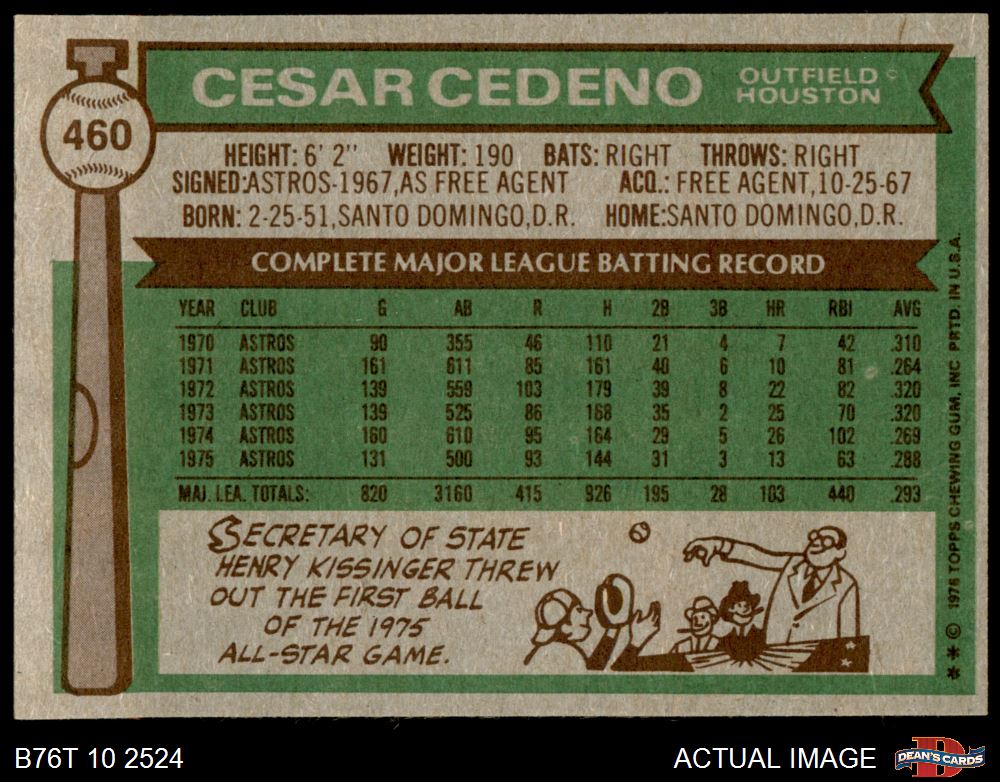 CESAR CEDENO
OUTFIELD
HOUSTON
460
HEIGHT: 6' 2" WEIGHT: 190 BATS: RIGHT THROWS: RIGHT
SIGNED:ASTROS-1967,AS FREE AGENT ACQ.: FREE AGENT,10-25-67
BORN: 2-25-51,SANTO DOMINGO,D.R. HOME:SANTO DOMINGO,D.R.
COMPLETE MAJOR LEAGUE BATTING RECORD
YEAR CLUB G AB R H 2B 3B HR RBI AVG
1970 ASTROS 90 355 46 110 21 4 7 42 .310
1971 ASTROS 161 611 85 161 40 6 10 81 .264
1972 ASTROS 139 559 103 179 39 8 22 82 .320
1973 ASTROS 139 525 86 168 35 2 25 70 .320
1974 ASTROS 160 610 95 164 29 5 26 102 .269
1975 ASTROS 131 500 93 144 31 3 13 63 .288
MAJ. LEA. TOTALS: 820 3160 415 926 195 28 103 440 .293
SECRETARY OF STATE
HENRY KISSINGER THREW
OUT THE FIRST BALL
OF THE 1975
ALL-STAR GAME.
** © 1976 TOPPS CHEWING GUM, INC PRTD. IN U.S.A.
B76T 10 2524
ACTUAL IMAGE
D
DEAN'S CARDS